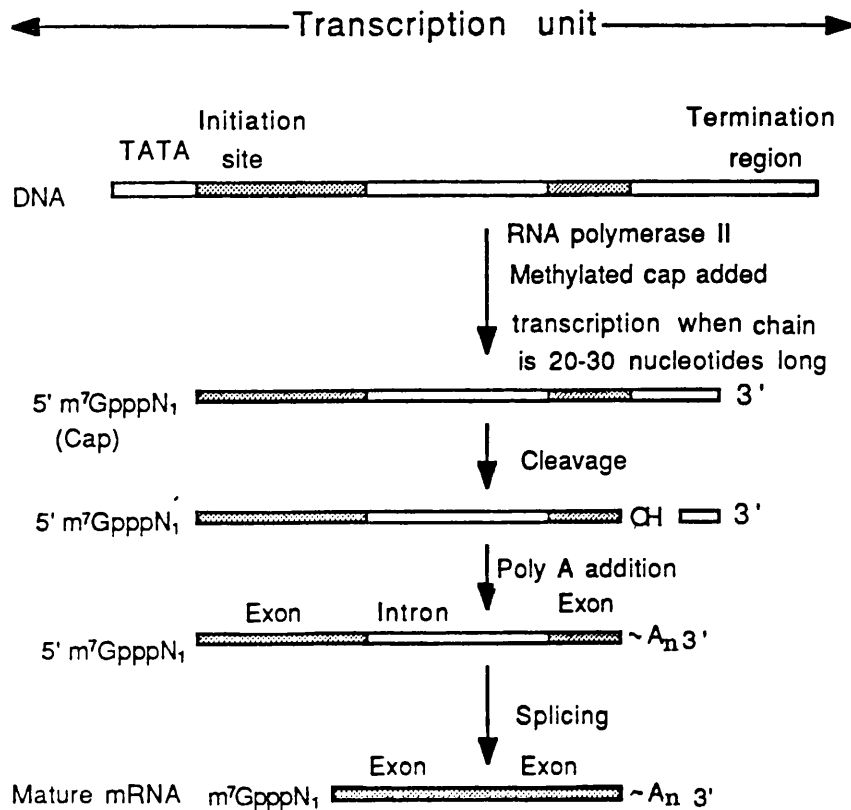 Transcription unit
Initiation site
TATA
Termination region
DNA
RNA polymerase II
Methylated cap added
transcription when chain
is 20-30 nucleotides long
5' m⁷GpppN₁ 3'
(Cap)
Cleavage
5' m⁷GpppN₁ OH 3'
Poly A addition
Exon Intron Exon
5' m⁷GpppN₁ ~Aₙ 3'
Splicing
Exon Exon
Mature mRNA m⁷GpppN₁ ~Aₙ 3'